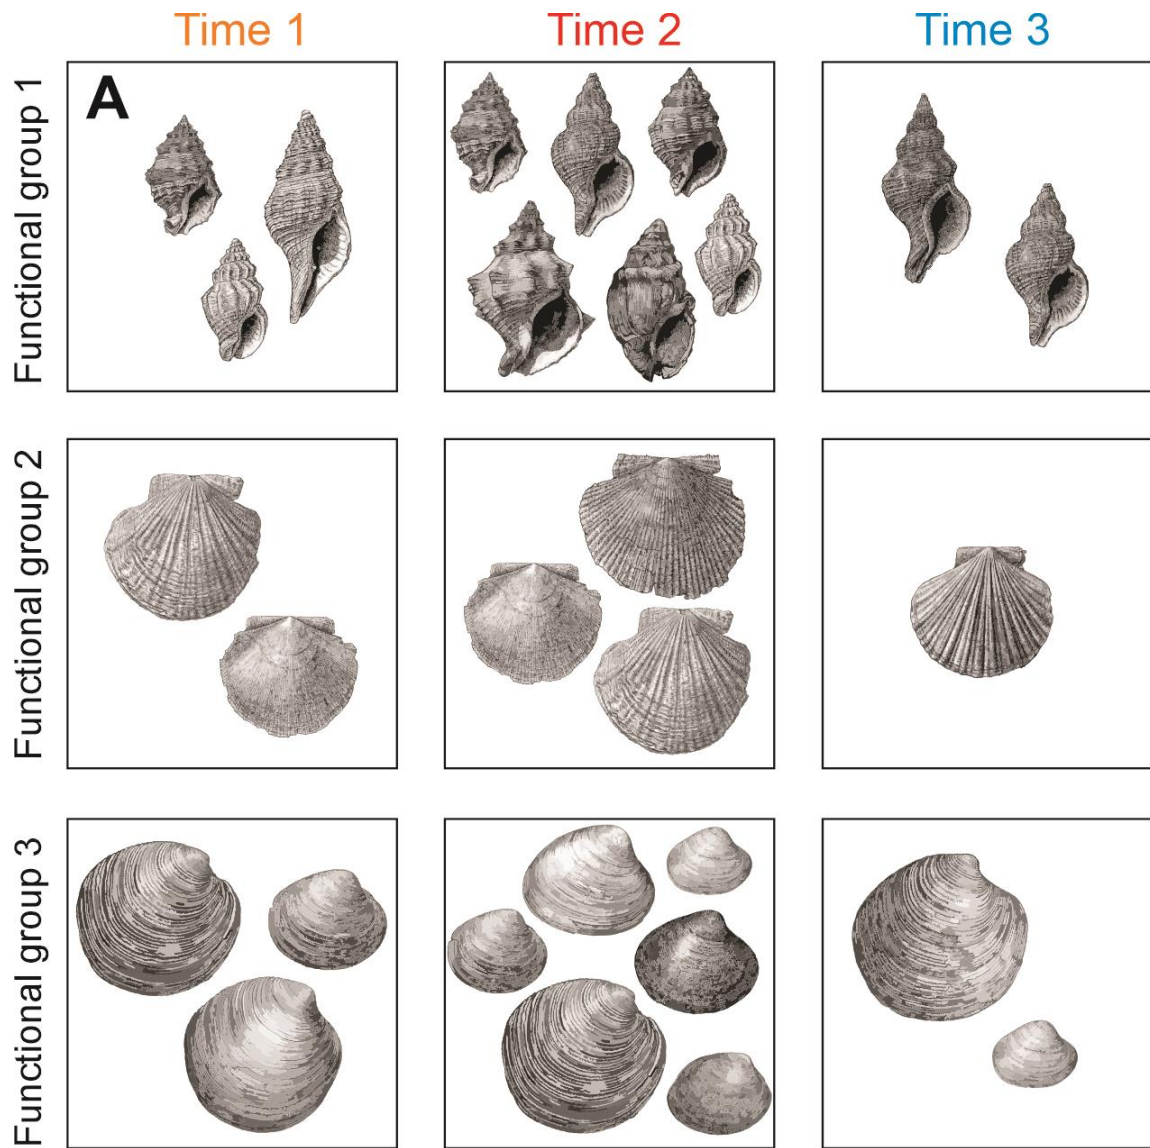 Time 1
Time 2
Time 3
Functional group 1
A
Functional group 2
Functional group 3